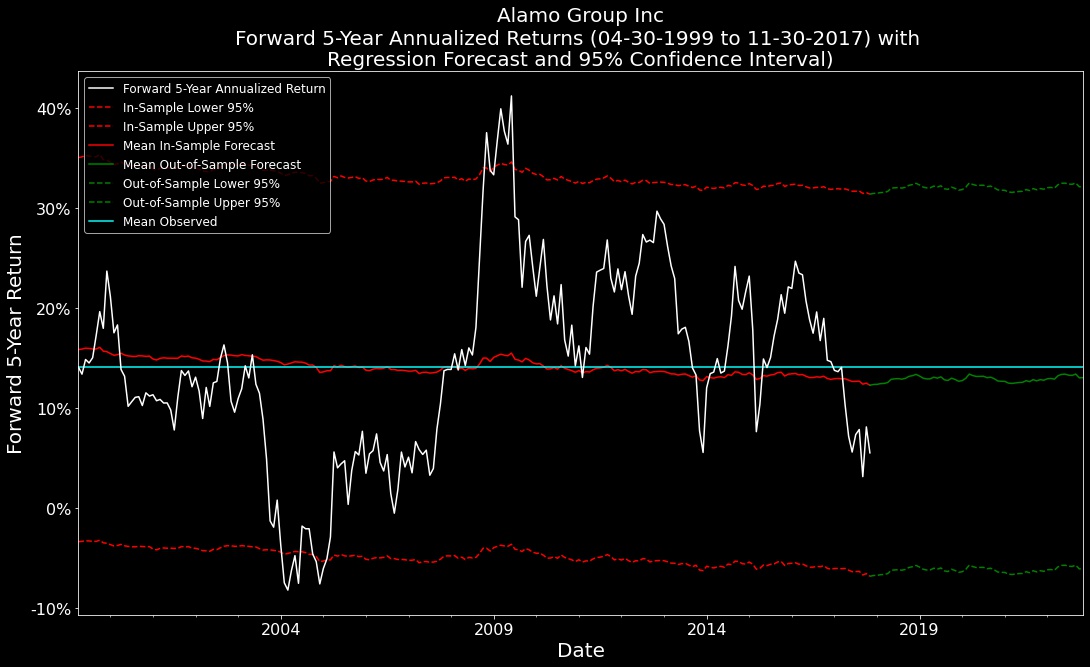 Alamo Group Inc
Forward 5-Year Annualized Returns (04-30-1999 to 11-30-2017) with
Regression Forecast and 95% Confidence Interval)
Forward 5-Year Annualized Return
In-Sample Lower 95%
In-Sample Upper 95%
Mean In-Sample Forecast
Mean Out-of-Sample Forecast
Out-of-Sample Lower 95%
Out-of-Sample Upper 95%
Mean Observed
Forward 5-Year Return
40%
30%
20%
10%
0%
-10%
2004
2009
2014
2019
Date